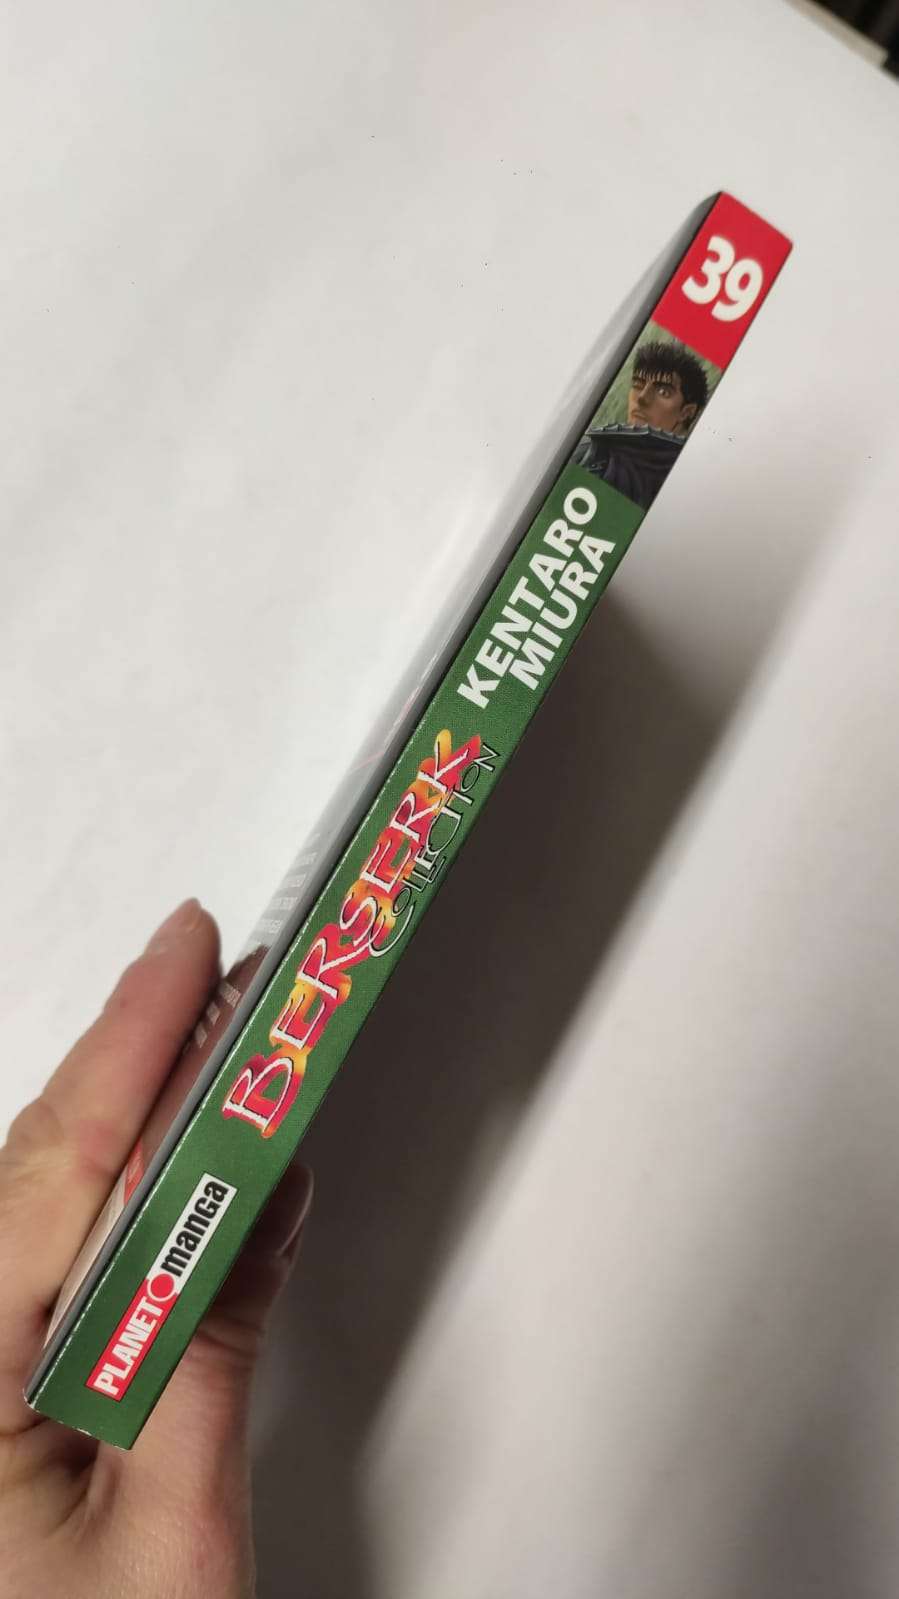 39
KENTARO
MIURA
BERSERK
COLLECTION
PLANET manga